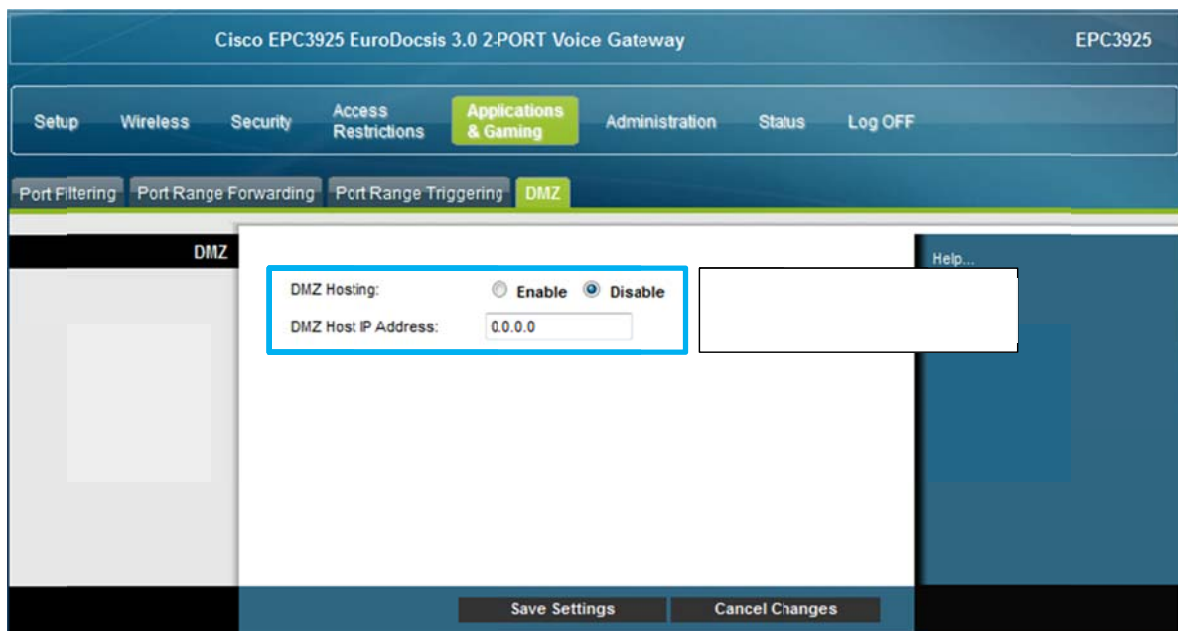 Cisco EPC3925 EuroDocsis 3.0 2-PORT Voice Gateway EPC3925
Setup Wireless Security Access Restrictions Applications & Gaming Administration Status Log OFF
Port Filtering Port Range Forwarding Port Range Triggering DMZ
DMZ
Help...
DMZ Hosting: Enable Disable
DMZ Host IP Address: 0.0.0.0
Save Settings Cancel Changes